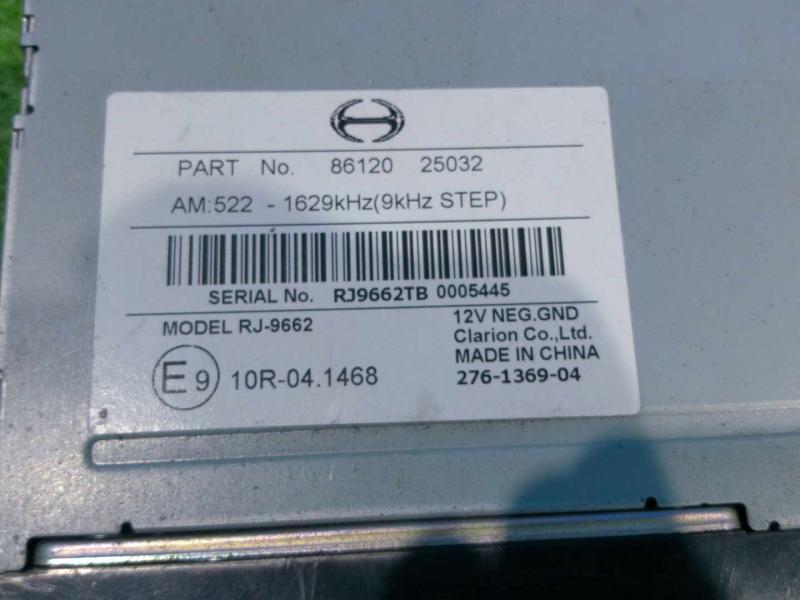 PART No. 86120 25032
AM:522 - 1629kHz(9kHz STEP)
SERIAL No. RJ9662TB 0005445
MODEL RJ-9662
12V NEG.GND
Clarion Co.,Ltd.
MADE IN CHINA
276-1369-04
E9 10R-04.1468